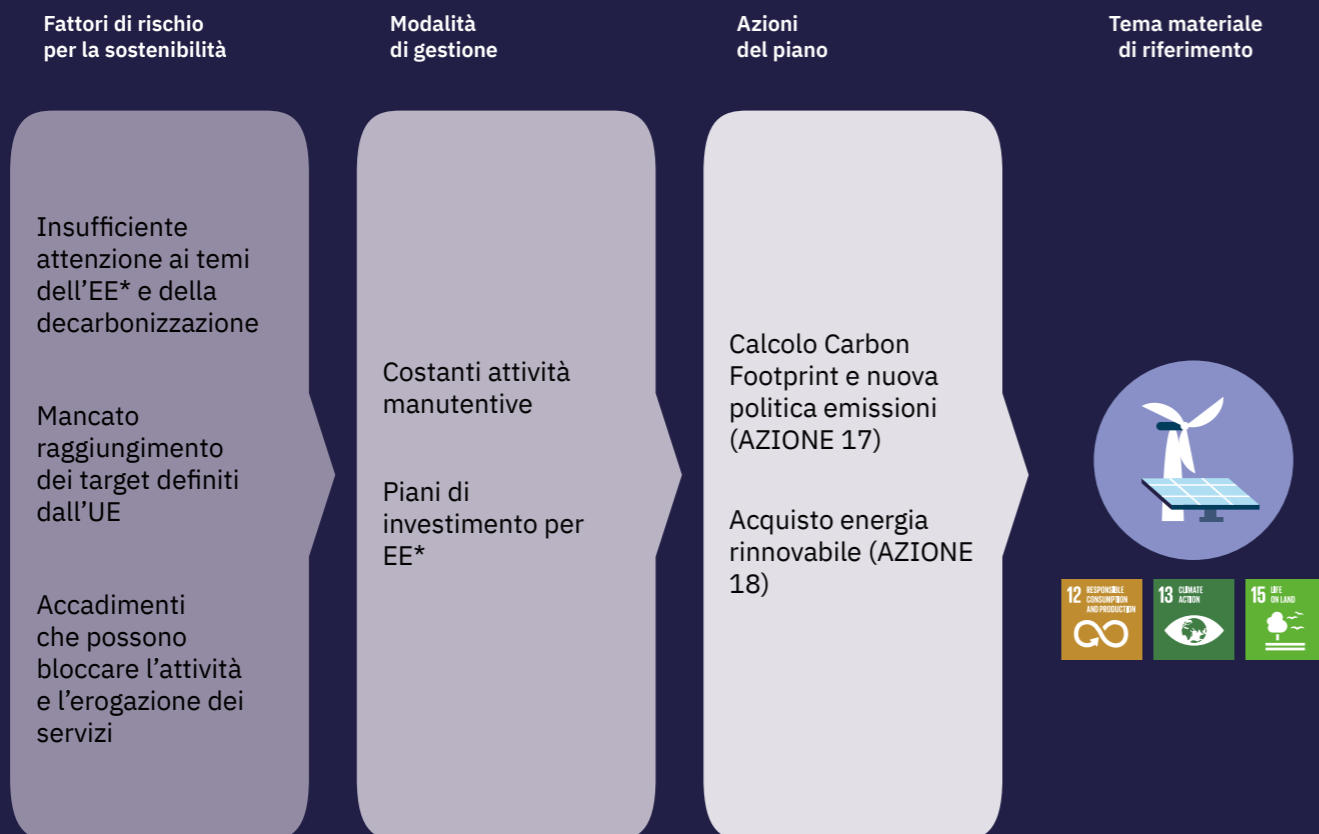 Fattori di rischio
per la sostenibilità
Modalità
di gestione
Azioni
del piano
Tema materiale
di riferimento
Insufficiente
attenzione ai temi
dell'EE* e della
decarbonizzazione
Mancato
raggiungimento
dei target definiti
dall'UE
Accadimenti
che possono
bloccare l'attività
e l'erogazione dei
servizi
Costanti attività
manutentive
Piani di
investimento per
EE*
Calcolo Carbon
Footprint e nuova
politica emissioni
(AZIONE 17)
Acquisto energia
rinnovabile (AZIONE
18)
12 RESPONSIBLE
CONSUMPTION
AND PRODUCTION
13 CLIMATE
ACTION
15 LIFE
ON LAND